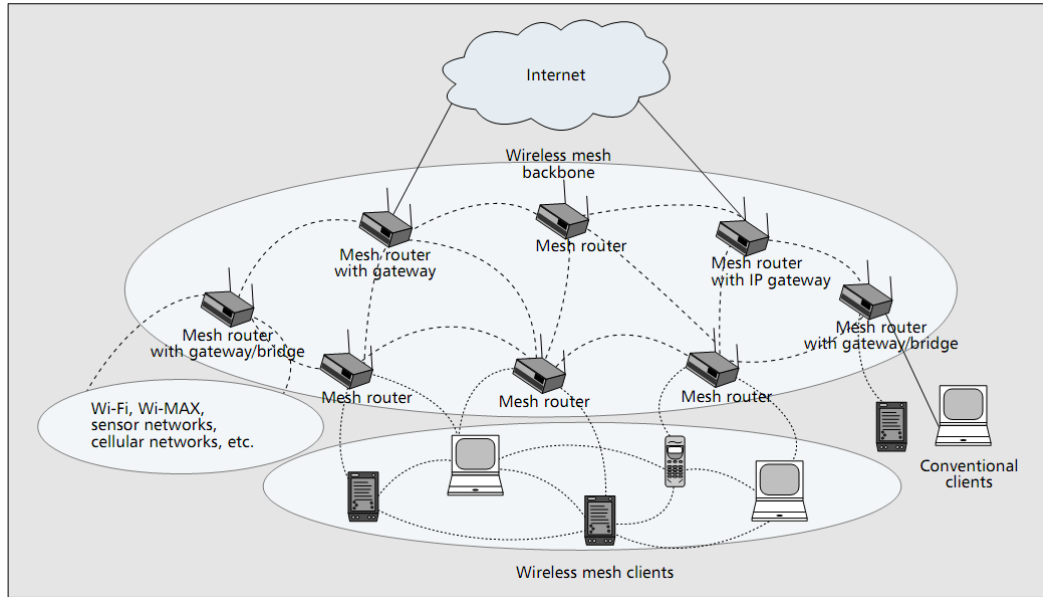 Internet
Wireless mesh
backbone
Mesh router
with gateway
Mesh router
Mesh router
with IP gateway
Mesh router
with gateway/bridge
Mesh router
with gateway/bridge
Mesh router
Mesh router
Mesh router
Wi-Fi, Wi-MAX,
sensor networks,
cellular networks, etc.
Conventional
clients
Wireless mesh clients